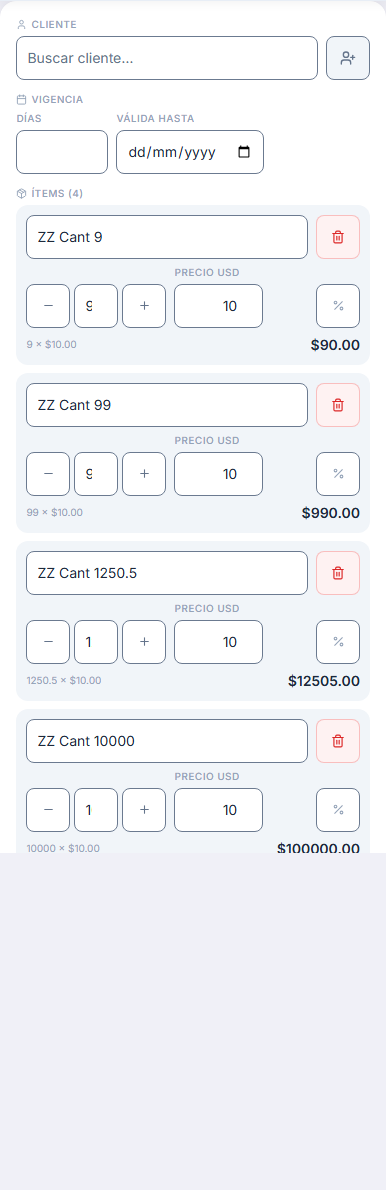 CLIENTE
Buscar cliente...
VIGENCIA
DÍAS VÁLIDA HASTA
dd/mm/yyyy
ÍTEMS (4)
ZZ Cant 9
PRECIO USD
− 9 + 10 %
9 × $10.00 $90.00
ZZ Cant 99
PRECIO USD
− 9 + 10 %
99 × $10.00 $990.00
ZZ Cant 1250.5
PRECIO USD
− 1 + 10 %
1250.5 × $10.00 $12505.00
ZZ Cant 10000
PRECIO USD
− 1 + 10 %
10000 × $10.00 $100000.00